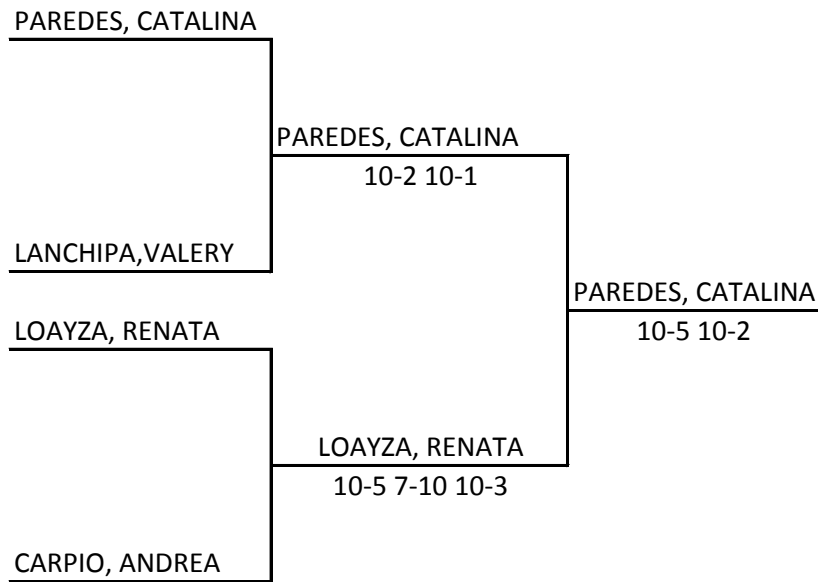 PAREDES, CATALINA
PAREDES, CATALINA
10-2 10-1
LANCHIPA,VALERY
PAREDES, CATALINA
LOAYZA, RENATA
10-5 10-2
LOAYZA, RENATA
10-5 7-10 10-3
CARPIO, ANDREA